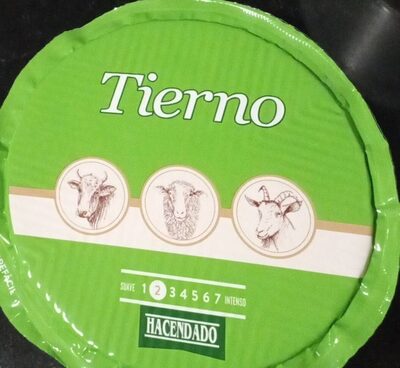 Tierno
SUAVE 1 2 3 4 5 6 7 INTENSO
HACENDADO